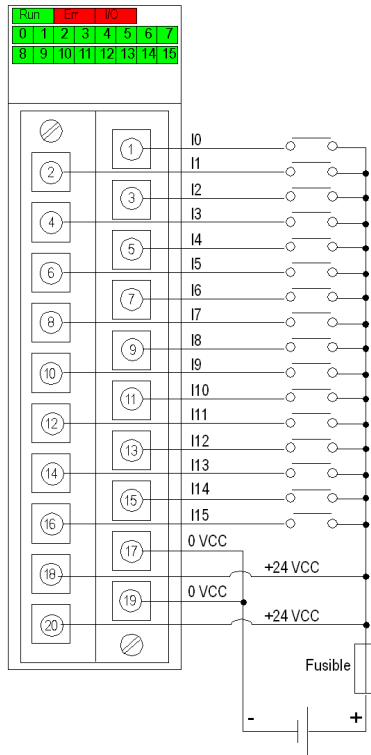 Run Err I/O
0 1 2 3 4 5 6 7
8 9 10 11 12 13 14 15
1 I0
2 I1
3 I2
4 I3
5 I4
6 I5
7 I6
8 I7
9 I8
10 I9
11 I10
12 I11
13 I12
14 I13
15 I14
16 I15
17 0 VCC
18 +24 VCC
19 0 VCC
20 +24 VCC
Fusible
- +